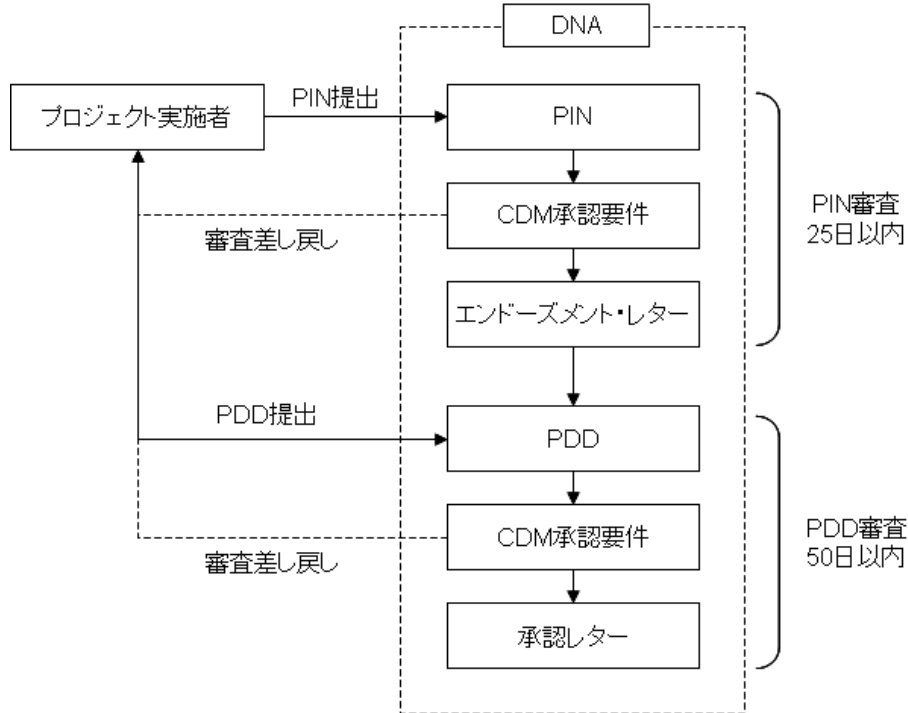 DNA
PIN提出
プロジェクト実施者
PIN
CDM承認要件
審査差し戻し
PIN審査
25日以内
エンドーズメント・レター
PDD提出
PDD
CDM承認要件
審査差し戻し
PDD審査
50日以内
承認レター